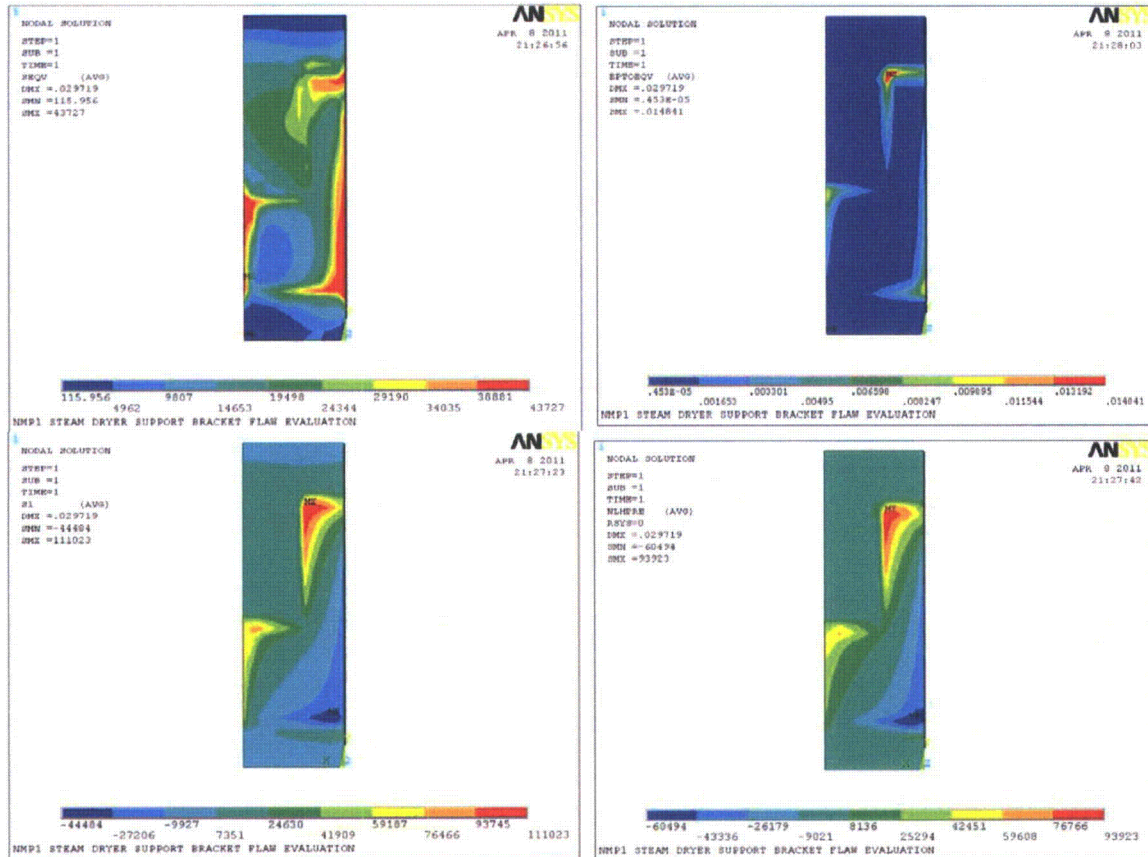 NODAL SOLUTION
ANSYS
STEP=1
SUB =1
TIME=1
SEQV (AVG)
DMX =.029719
SMN =115.956
SMX =43727
APR 8 2011
21:26:56
115.956 9807 19498 29190 38881
4962 14653 24344 34035 43727
NMP1 STEAM DRYER SUPPORT BRACKET FLAW EVALUATION
NODAL SOLUTION
ANSYS
STEP=1
SUB =1
TIME=1
EPTOEQV (AVG)
DMX =.029719
SMN =.453E-05
SMX =.014841
APR 8 2011
21:28:03
.453E-05 .003301 .006598 .009895 .013192
.001653 .00495 .008247 .011544 .014841
NMP1 STEAM DRYER SUPPORT BRACKET FLAW EVALUATION
NODAL SOLUTION
ANSYS
STEP=1
SUB =1
TIME=1
S1 (AVG)
DMX =.029719
SMN =-44484
SMX =111023
APR 8 2011
21:27:23
MX
-44484 -9927 24630 59187 93745
-27206 7351 41909 76466 111023
NMP1 STEAM DRYER SUPPORT BRACKET FLAW EVALUATION
NODAL SOLUTION
ANSYS
STEP=1
SUB =1
TIME=1
NLHPRE (AVG)
RSYS=0
DMX =.029719
SMN =-60494
SMX =93923
APR 8 2011
21:27:42
-60494 -26179 8136 42451 76766
-43336 -9021 25294 59608 93923
NMP1 STEAM DRYER SUPPORT BRACKET FLAW EVALUATION